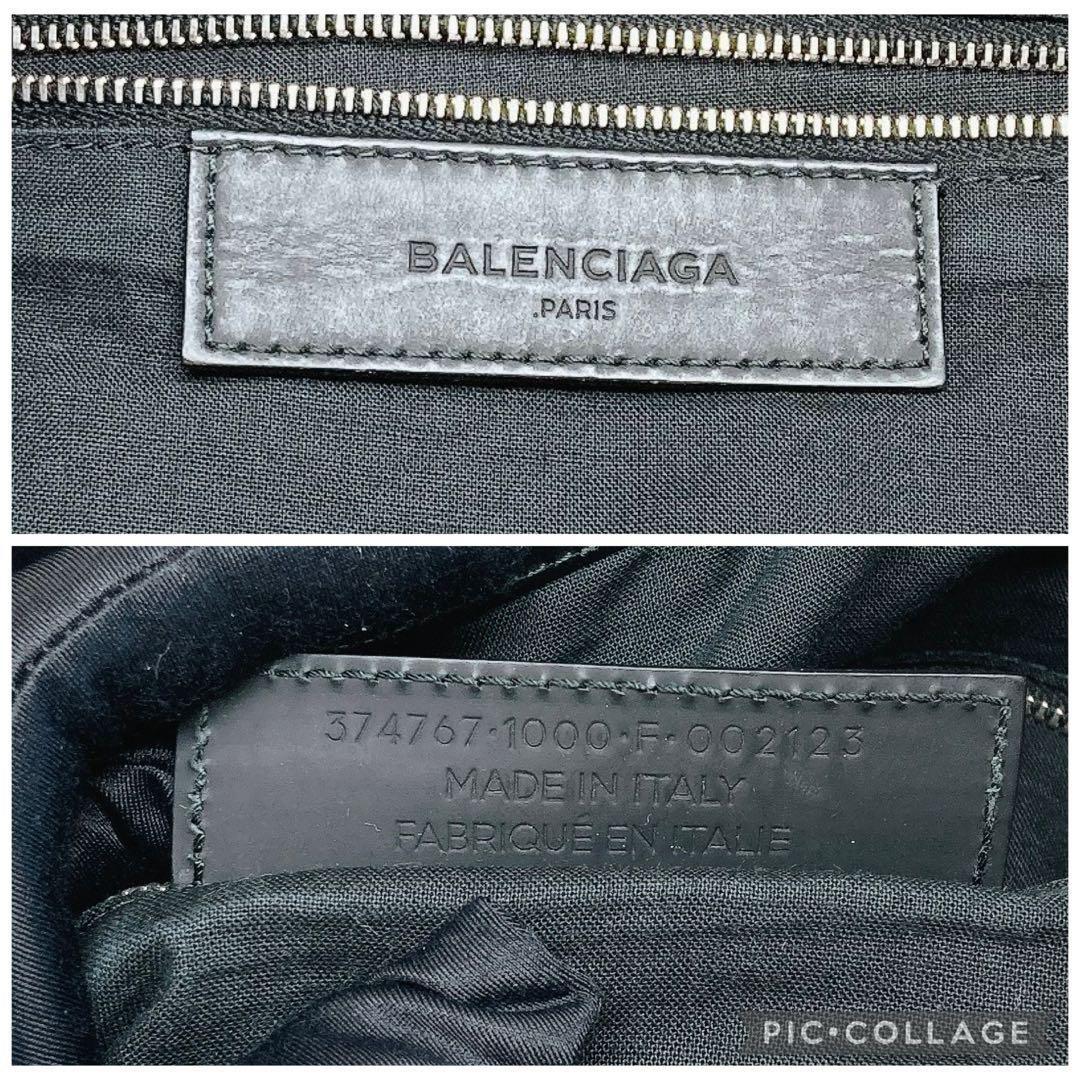 BALENCIAGA
.PARIS
374767·1000·F·002123
MADE IN ITALY
FABRIQUÉ EN ITALIE
PIC•COLLAGE